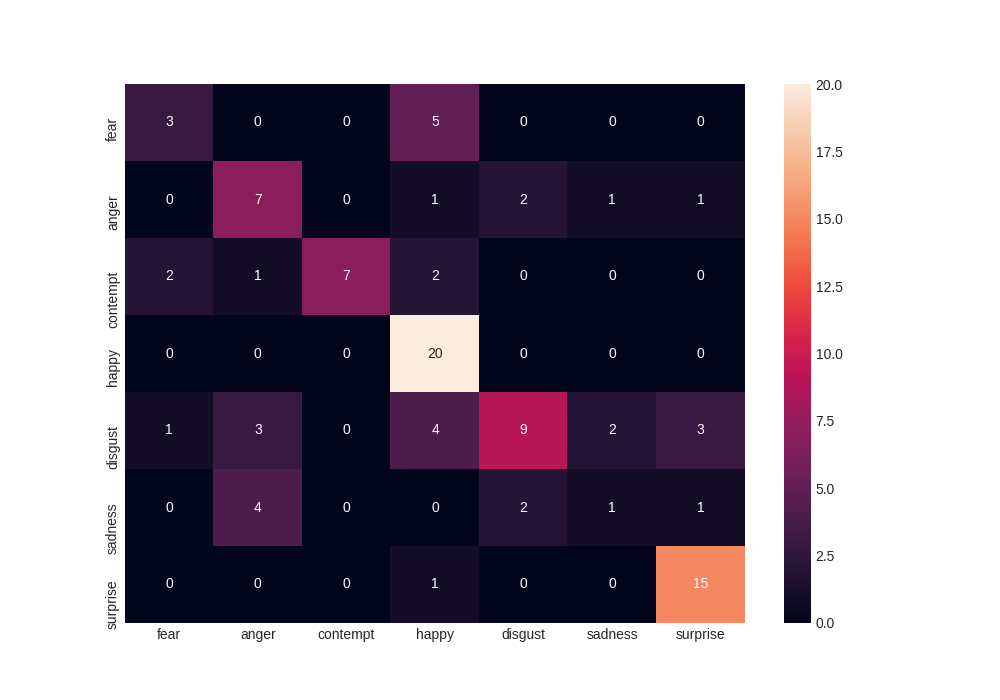 fear 3 0 0 5 0 0 0
anger 0 7 0 1 2 1 1
contempt 2 1 7 2 0 0 0
happy 0 0 0 20 0 0 0
disgust 1 3 0 4 9 2 3
sadness 0 4 0 0 2 1 1
surprise 0 0 0 1 0 0 15
fear anger contempt happy disgust sadness surprise
20.0
17.5
15.0
12.5
10.0
7.5
5.0
2.5
0.0